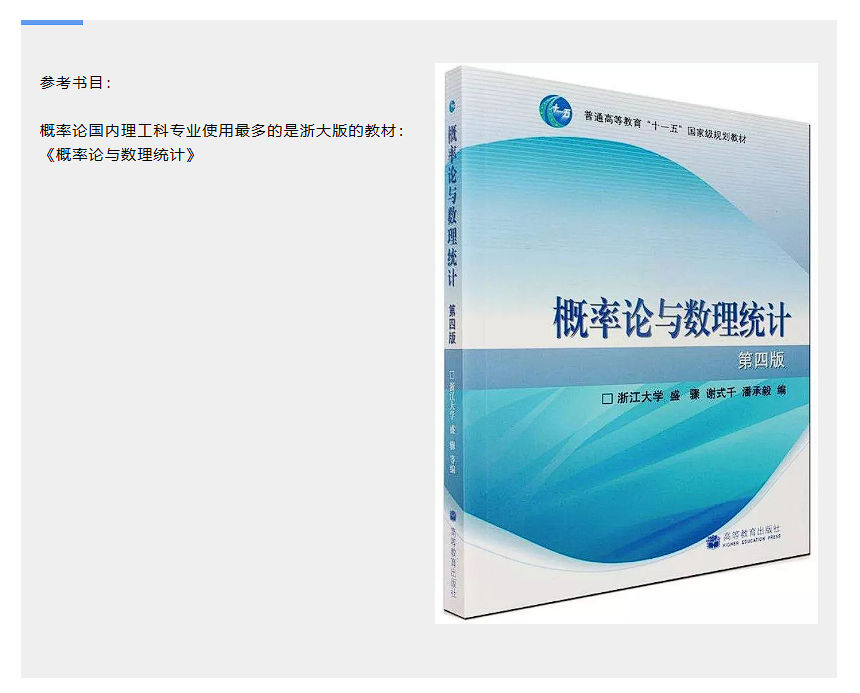 参考书目：
概率论国内理工科专业使用最多的是浙大版的教材：
《概率论与数理统计》
十一五
普通高等教育“十一五”国家级规划教材
概率论与数理统计
第四版
□ 浙江大学 盛 骤 谢式千 潘承毅 编
高等教育出版社
HIGHER EDUCATION PRESS
概率论与数理统计 第四版 □ 浙江大学 盛 骤 等编 高等教育出版社